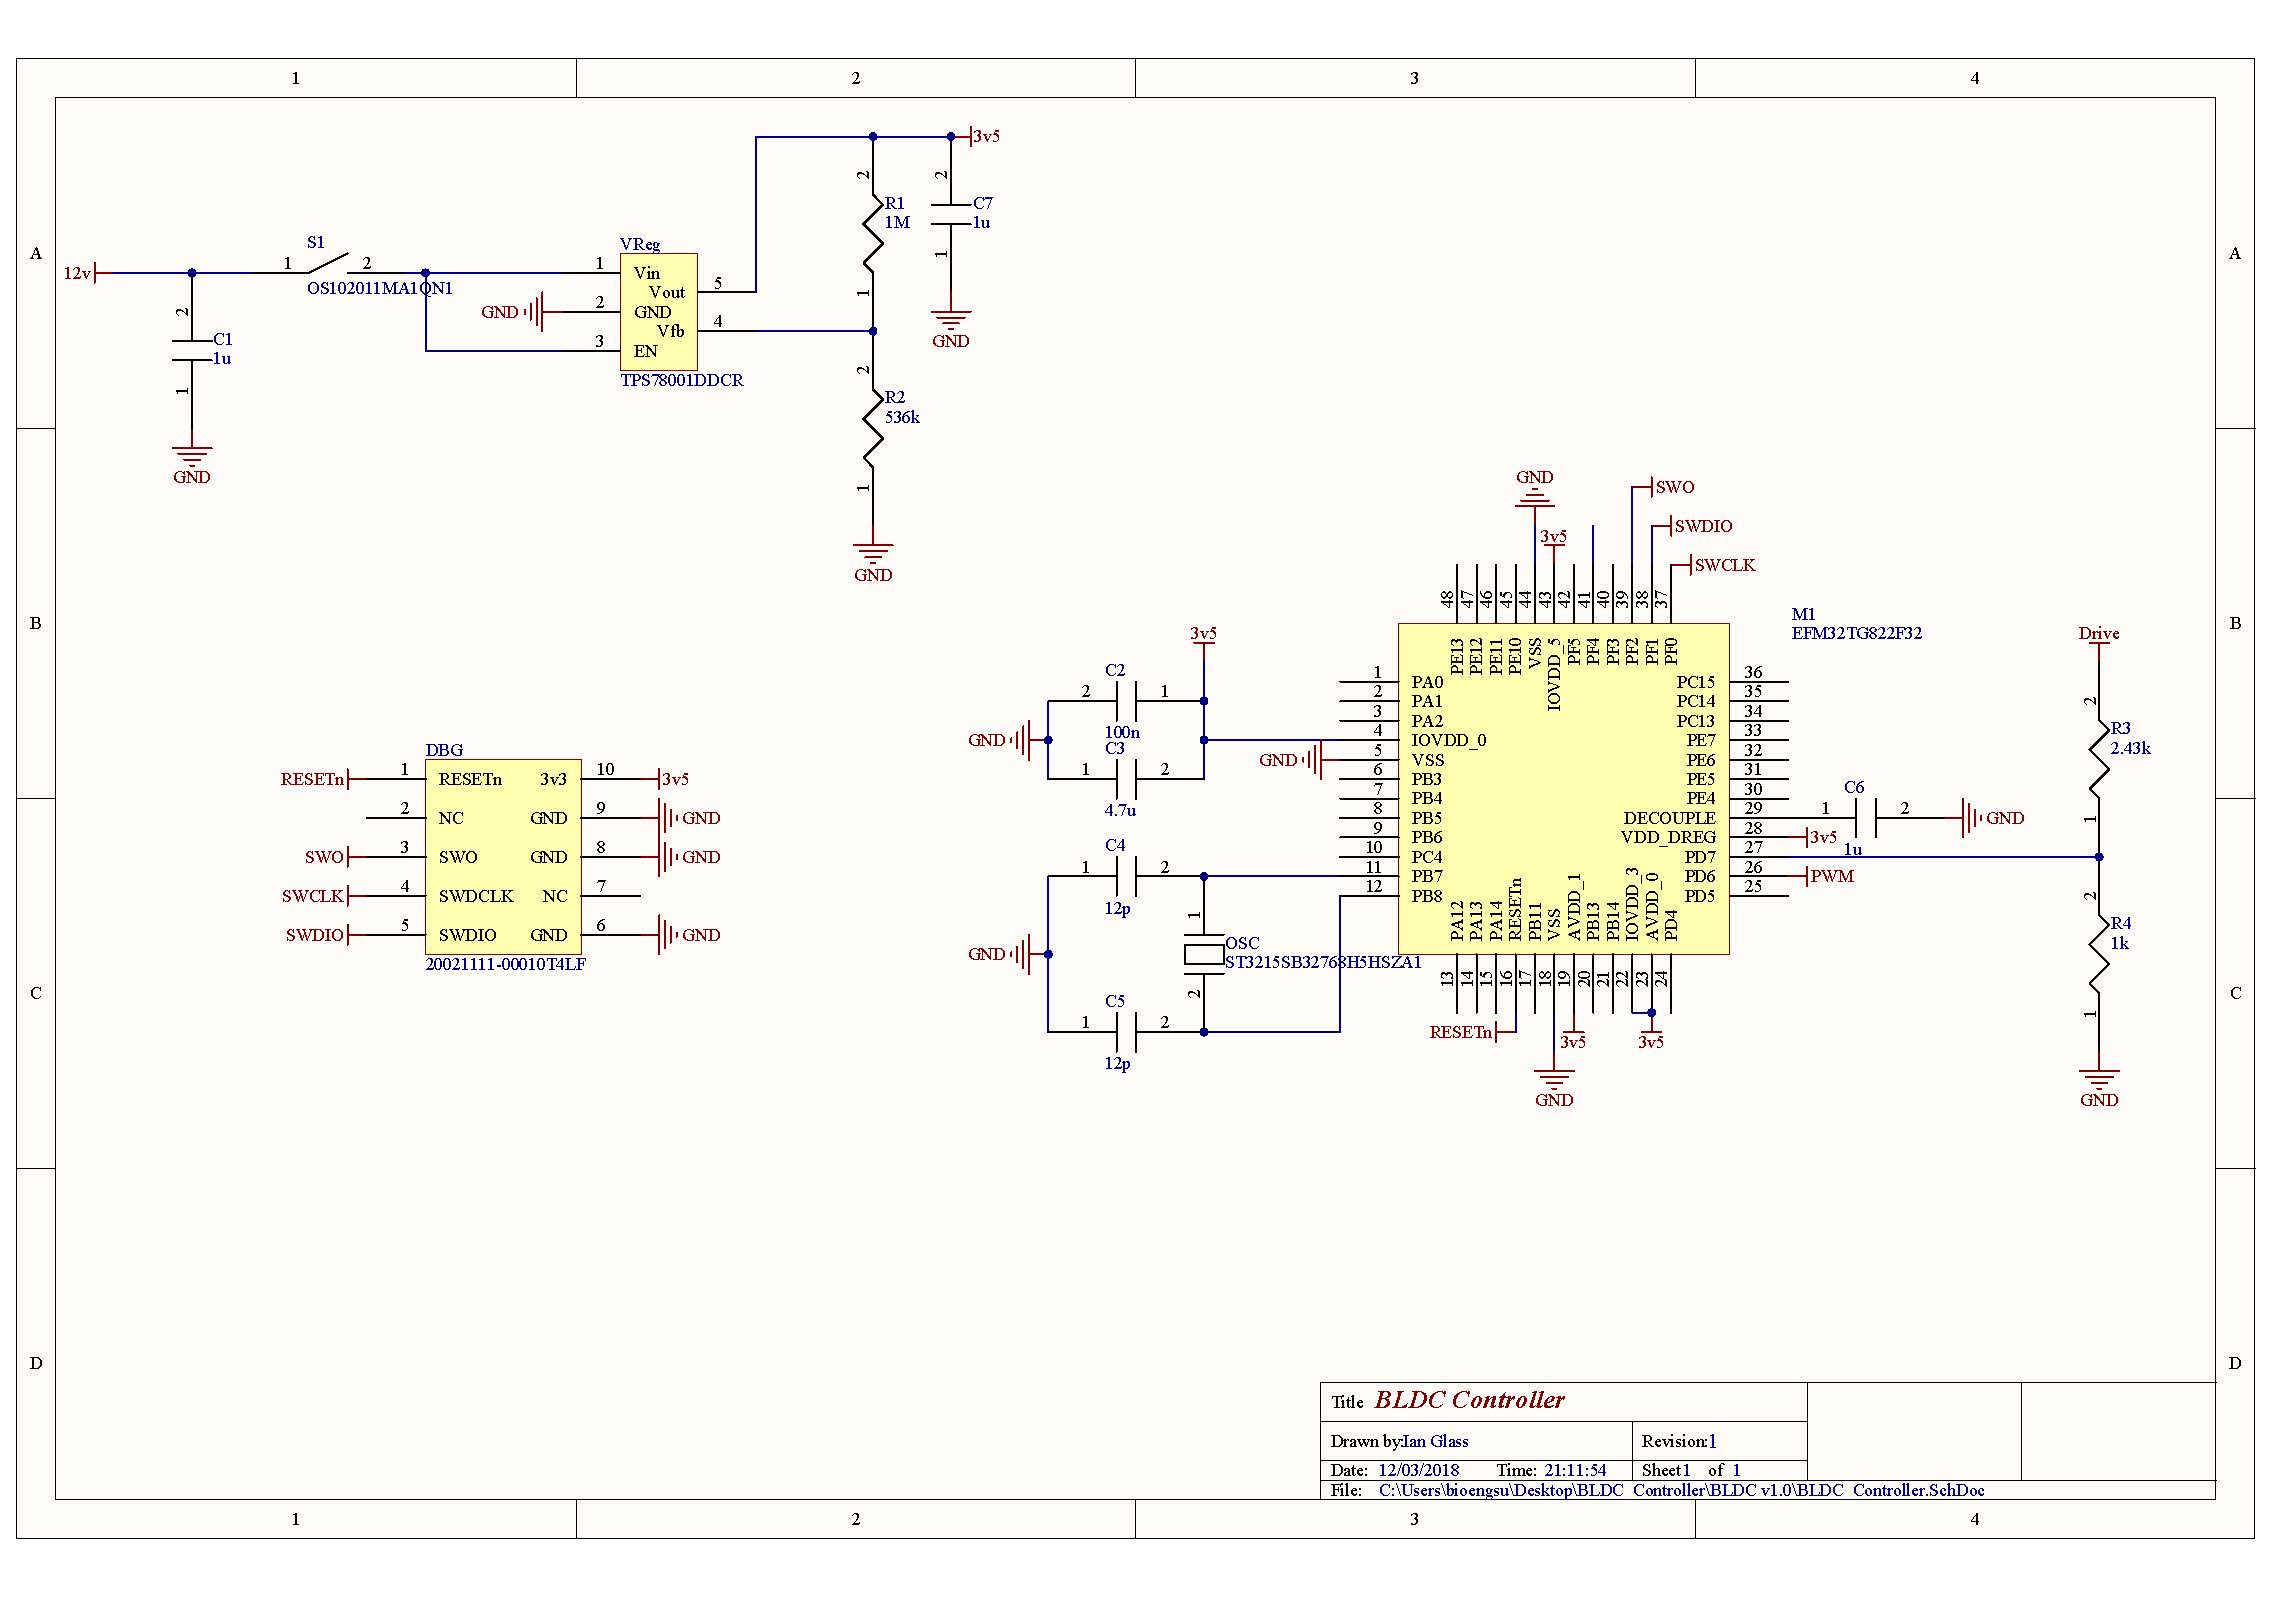 1 2 3 4
A
B
C
D
A
B
C
D
12v
S1
1 2
OS102011MA1QN1
2
C1
1u
1
GND
VReg
1 Vin
Vout 5
GND 2 GND
Vfb 4
3 EN
TPS78001DDCR
3v5
2
R1
1M
1
2
C7
1u
1
GND
2
R2
536k
1
GND
DBG
RESETn 1 RESETn 3v3 10 3v5
2 NC GND 9 GND
SWO 3 SWO GND 8 GND
SWCLK 4 SWDCLK NC 7
SWDIO 5 SWDIO GND 6 GND
20021111-00010T4LF
3v5
C2
2 1
100n
GND
C3
1 2
4.7u
C4
1 2
12p
GND
1
OSC
ST3215SB32768H5HSZA1
2
C5
1 2
12p
GND
3v5
SWO
SWDIO
SWCLK
48 47 46 45 44 43 42 41 40 39 38 37
PE13 PE12 PE11 PE10 VSS IOVDD_5 PF5 PF4 PF3 PF2 PF1 PF0
M1
EFM32TG822F32
1 PA0
2 PA1
3 PA2
4 IOVDD_0
GND 5 VSS
6 PB3
7 PB4
8 PB5
9 PB6
10 PC4
11 PB7
12 PB8
PC15 36
PC14 35
PC13 34
PE7 33
PE6 32
PE5 31
PE4 30
DECOUPLE 29
VDD_DREG 28 3v5
PD7 27
PD6 26 PWM
PD5 25
C6
1 2
1u
GND
PA12 PA13 PA14 RESETn PB11 VSS AVDD_1 PB13 PB14 IOVDD_3 AVDD_0 PD4
13 14 15 16 17 18 19 20 21 22 23 24
RESETn
3v5
3v5
GND
Drive
2
R3
2.43k
1
2
R4
1k
1
GND
Title BLDC Controller
Drawn by:Ian Glass Revision:1
Date: 12/03/2018 Time: 21:11:54 Sheet1 of 1
File: C:\Users\bioengsu\Desktop\BLDC Controller\BLDC v1.0\BLDC Controller.SchDoc
1 2 3 4